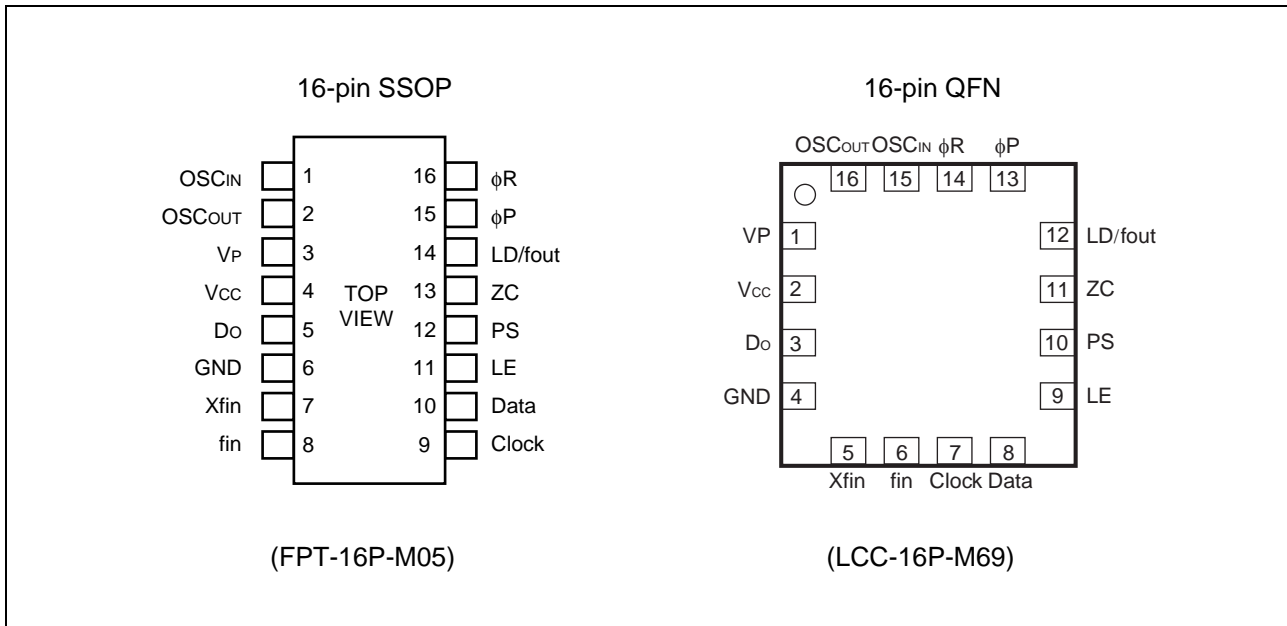 16-pin SSOP
OSCIN 1 16 ϕR
OSCOUT 2 15 ϕP
VP 3 14 LD/fout
VCC 4 13 ZC
DO 5 12 PS
GND 6 11 LE
Xfin 7 10 Data
fin 8 9 Clock
TOP
VIEW
(FPT-16P-M05)
16-pin QFN
OSCOUT OSCIN ϕR ϕP
16 15 14 13
VP 1 12 LD/fout
VCC 2 11 ZC
DO 3 10 PS
GND 4 9 LE
5 6 7 8
Xfin fin Clock Data
(LCC-16P-M69)